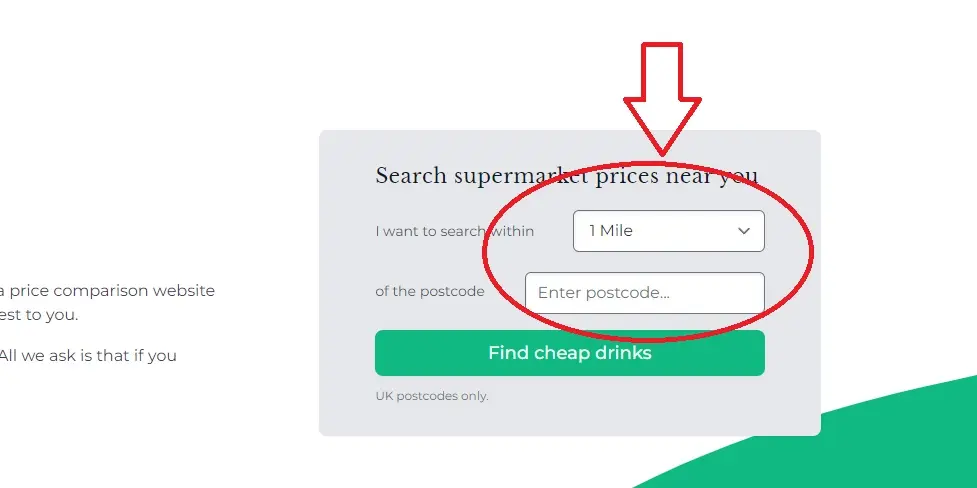 Search supermarket prices near you
I want to search within
1 Mile
a price comparison website
of the postcode
Enter postcode...
est to you.
All we ask is that if you
Find cheap drinks
UK postcodes only.